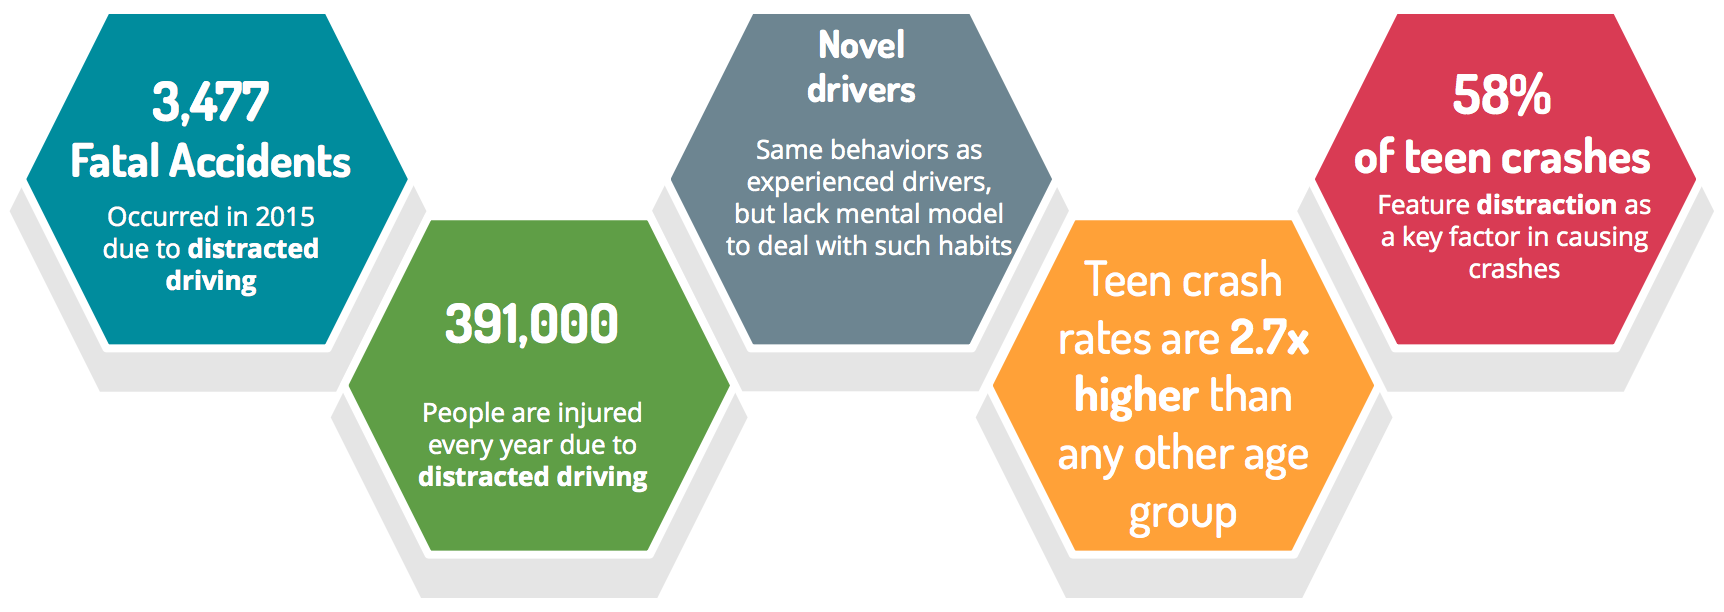 3,477
Fatal Accidents
Occurred in 2015
due to distracted
driving
391,000
People are injured
every year due to
distracted driving
Novel
drivers
Same behaviors as
experienced drivers,
but lack mental model
to deal with such habits
Teen crash
rates are 2.7x
higher than
any other age
group
58%
of teen crashes
Feature distraction as
a key factor in causing
crashes